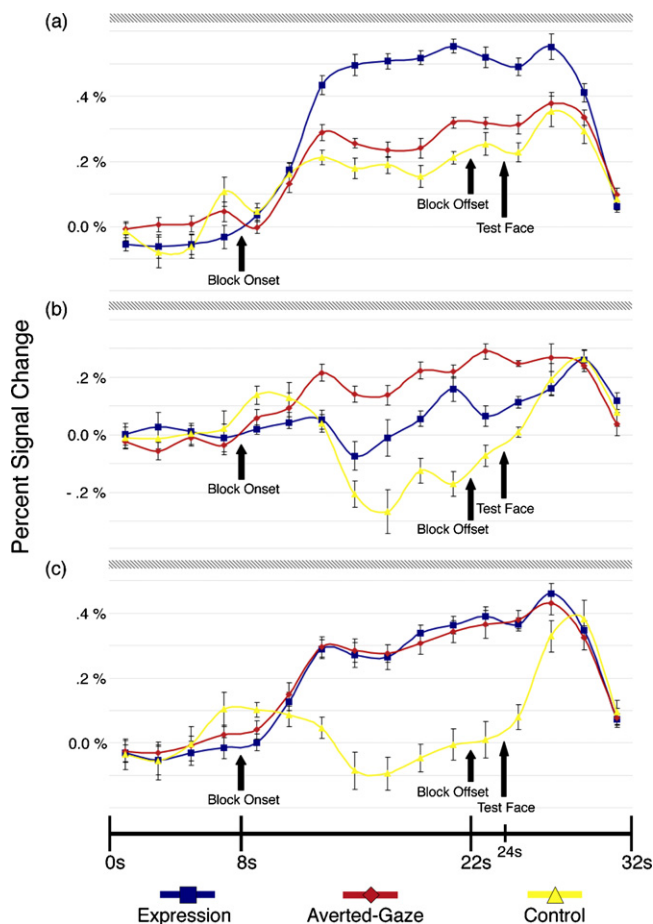 (a)
.4 %
.2 %
0.0 %
Block Onset
Block Offset
Test Face
(b)
.2 %
0.0 %
-.2 %
Block Onset
Block Offset
Test Face
(c)
.4 %
.2 %
0.0 %
Block Onset
Block Offset
Test Face
Percent Signal Change
0s 8s 22s 24s 32s
Expression Averted-Gaze Control